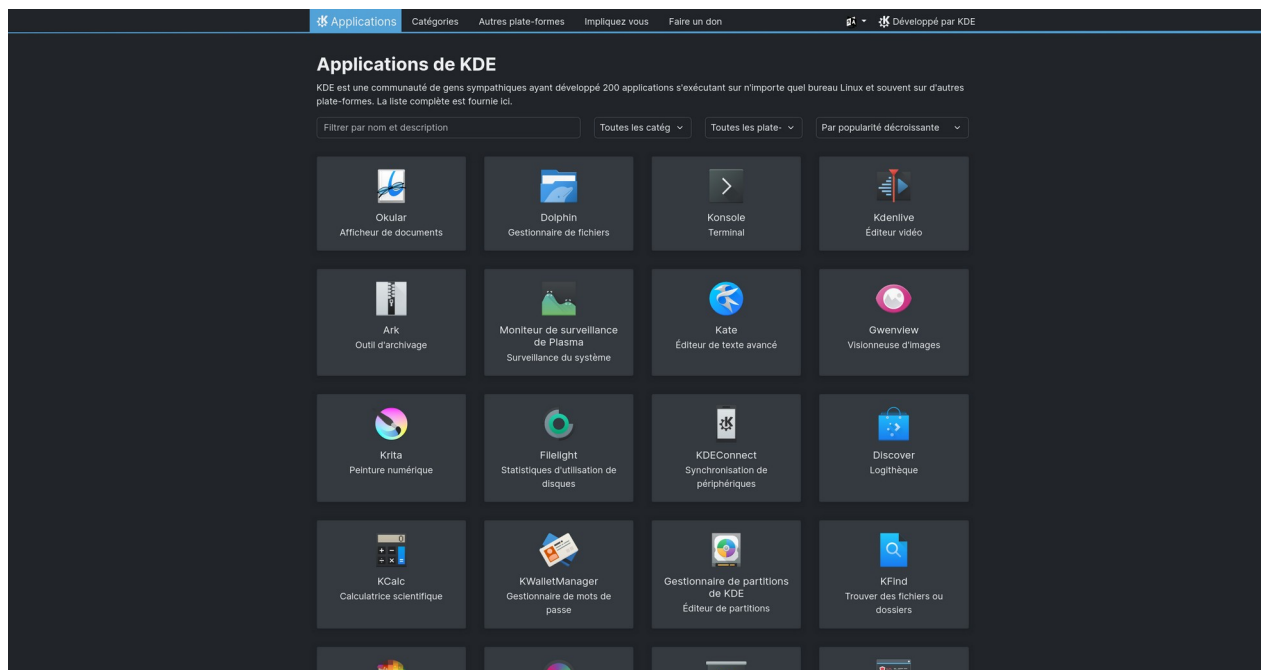 Applications
Catégories
Autres plate-formes
Impliquez vous
Faire un don
Développé par KDE
Applications de KDE
KDE est une communauté de gens sympathiques ayant développé 200 applications s'exécutant sur n'importe quel bureau Linux et souvent sur d'autres
plate-formes. La liste complète est fournie ici.
Filtrer par nom et description
Toutes les catég
Toutes les plate-
Par popularité décroissante
Okular
Afficheur de documents
Dolphin
Gestionnaire de fichiers
Konsole
Terminal
Kdenlive
Éditeur vidéo
Ark
Outil d'archivage
Moniteur de surveillance
de Plasma
Surveillance du système
Kate
Éditeur de texte avancé
Gwenview
Visionneuse d'images
Krita
Peinture numérique
Filelight
Statistiques d'utilisation de
disques
KDEConnect
Synchronisation de
périphériques
Discover
Logithèque
KCalc
Calculatrice scientifique
KWalletManager
Gestionnaire de mots de
passe
Gestionnaire de partitions
de KDE
Éditeur de partitions
KFind
Trouver des fichiers ou
dossiers